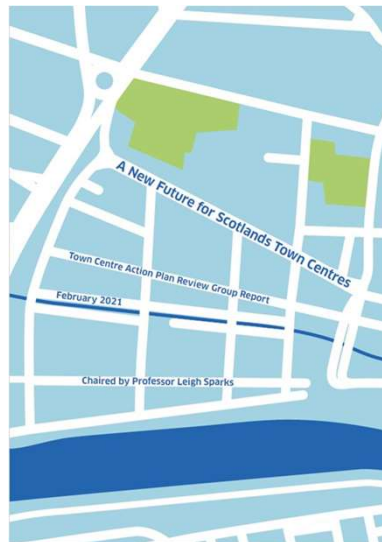 A New Future for Scotlands Town Centres
Town Centre Action Plan Review Group Report
February 2021
Chaired by Professor Leigh Sparks